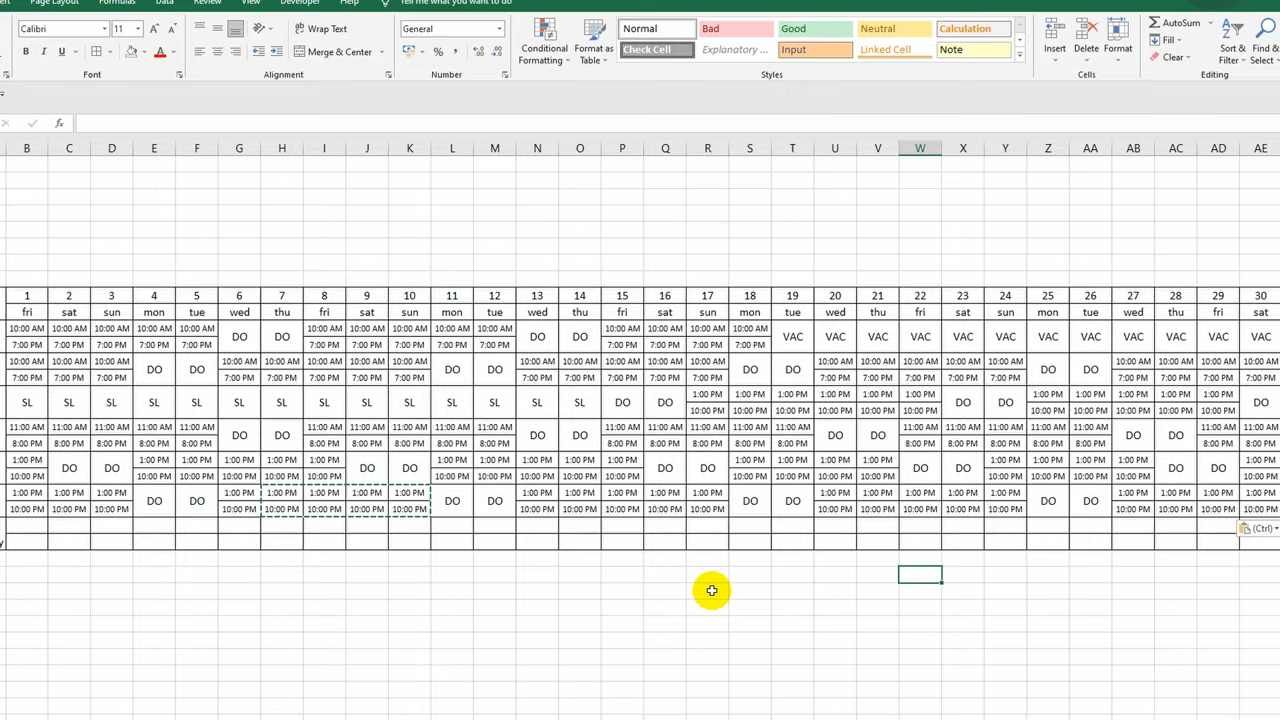 Page Layout Formulas Data Review View Developer Help Tell me what you want to do
Calibri 11 A A Wrap Text General Normal Bad Good Neutral Calculation AutoSum
B I U A Merge & Center % Conditional Formatting Format as Table Check Cell Explanatory ... Input Linked Cell Note Insert Delete Format Fill Clear Sort & Filter Find & Select
Font Alignment Number Styles Cells Editing
fx
B C D E F G H I J K L M N O P Q R S T U V W X Y Z AA AB AC AD AE
1 2 3 4 5 6 7 8 9 10 11 12 13 14 15 16 17 18 19 20 21 22 23 24 25 26 27 28 29 30
fri sat sun mon tue wed thu fri sat sun mon tue wed thu fri sat sun mon tue wed thu fri sat sun mon tue wed thu fri sat
10:00 AM 10:00 AM 10:00 AM 10:00 AM 10:00 AM DO DO 10:00 AM 10:00 AM 10:00 AM 10:00 AM 10:00 AM DO DO 10:00 AM 10:00 AM 10:00 AM 10:00 AM VAC VAC VAC VAC VAC VAC VAC VAC VAC VAC VAC VAC
7:00 PM 7:00 PM 7:00 PM 7:00 PM 7:00 PM 7:00 PM 7:00 PM 7:00 PM 7:00 PM 7:00 PM 7:00 PM 7:00 PM 7:00 PM 7:00 PM
10:00 AM 10:00 AM 10:00 AM DO DO 10:00 AM 10:00 AM 10:00 AM 10:00 AM 10:00 AM DO DO 10:00 AM 10:00 AM 10:00 AM 10:00 AM 10:00 AM DO DO 10:00 AM 10:00 AM 10:00 AM 10:00 AM 10:00 AM DO DO 10:00 AM 10:00 AM 10:00 AM 10:00 AM
7:00 PM 7:00 PM 7:00 PM 7:00 PM 7:00 PM 7:00 PM 7:00 PM 7:00 PM 7:00 PM 7:00 PM 7:00 PM 7:00 PM 7:00 PM 7:00 PM 7:00 PM 7:00 PM 7:00 PM 7:00 PM 7:00 PM 7:00 PM 7:00 PM 7:00 PM
SL SL SL SL SL SL SL SL SL SL SL SL SL SL DO DO 1:00 PM 1:00 PM 1:00 PM 1:00 PM 1:00 PM 1:00 PM DO DO 1:00 PM 1:00 PM 1:00 PM 1:00 PM 1:00 PM DO
10:00 PM 10:00 PM 10:00 PM 10:00 PM 10:00 PM 10:00 PM 10:00 PM 10:00 PM 10:00 PM 10:00 PM 10:00 PM
11:00 AM 11:00 AM 11:00 AM 11:00 AM 11:00 AM DO DO 11:00 AM 11:00 AM 11:00 AM 11:00 AM 11:00 AM DO DO 11:00 AM 11:00 AM 11:00 AM 11:00 AM 11:00 AM DO DO 11:00 AM 11:00 AM 11:00 AM 11:00 AM 11:00 AM DO DO 11:00 AM 11:00 AM
8:00 PM 8:00 PM 8:00 PM 8:00 PM 8:00 PM 8:00 PM 8:00 PM 8:00 PM 8:00 PM 8:00 PM 8:00 PM 8:00 PM 8:00 PM 8:00 PM 8:00 PM 8:00 PM 8:00 PM 8:00 PM 8:00 PM 8:00 PM 8:00 PM 8:00 PM
1:00 PM DO DO 1:00 PM 1:00 PM 1:00 PM 1:00 PM 1:00 PM DO DO 1:00 PM 1:00 PM 1:00 PM 1:00 PM 1:00 PM DO DO 1:00 PM 1:00 PM 1:00 PM 1:00 PM DO DO 1:00 PM 1:00 PM 1:00 PM 1:00 PM DO DO 1:00 PM
10:00 PM 10:00 PM 10:00 PM 10:00 PM 10:00 PM 10:00 PM 10:00 PM 10:00 PM 10:00 PM 10:00 PM 10:00 PM 10:00 PM 10:00 PM 10:00 PM 10:00 PM 10:00 PM 10:00 PM 10:00 PM 10:00 PM 10:00 PM
1:00 PM 1:00 PM 1:00 PM DO DO 1:00 PM 1:00 PM 1:00 PM 1:00 PM 1:00 PM DO DO 1:00 PM 1:00 PM 1:00 PM 1:00 PM 1:00 PM DO DO 1:00 PM 1:00 PM 1:00 PM 1:00 PM 1:00 PM DO DO 1:00 PM 1:00 PM 1:00 PM 1:00 PM
10:00 PM 10:00 PM 10:00 PM 10:00 PM 10:00 PM 10:00 PM 10:00 PM 10:00 PM 10:00 PM 10:00 PM 10:00 PM 10:00 PM 10:00 PM 10:00 PM 10:00 PM 10:00 PM 10:00 PM 10:00 PM 10:00 PM 10:00 PM 10:00 PM 10:00 PM
(Ctrl)
y